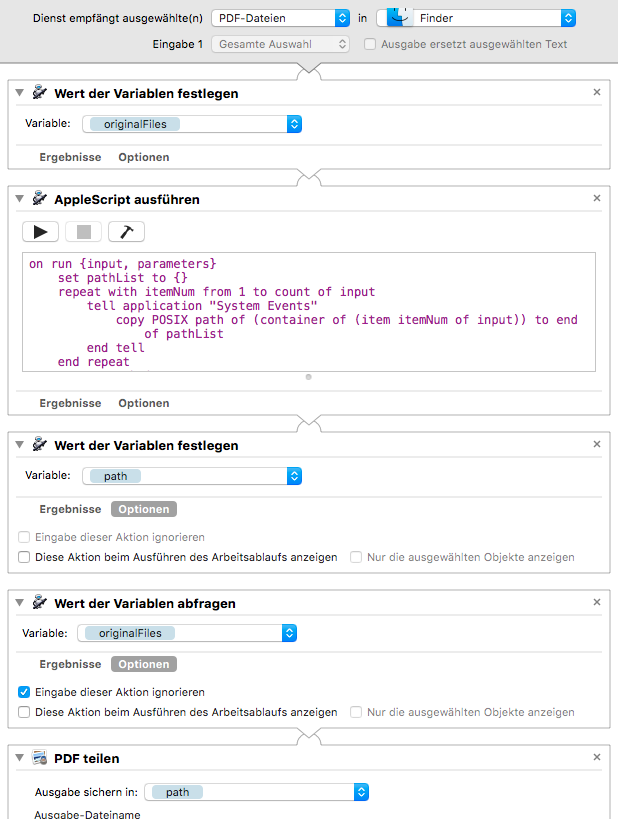 Dienst empfängt ausgewählte(n) PDF-Dateien in Finder
Eingabe 1 Gesamte Auswahl Ausgabe ersetzt ausgewählten Text
Wert der Variablen festlegen
Variable: originalFiles
Ergebnisse Optionen
AppleScript ausführen
on run {input, parameters}
set pathList to {}
repeat with itemNum from 1 to count of input
tell application "System Events"
copy POSIX path of (container of (item itemNum of input)) to end
of pathList
end tell
end repeat
Ergebnisse Optionen
Wert der Variablen festlegen
Variable: path
Ergebnisse Optionen
Eingabe dieser Aktion ignorieren
Diese Aktion beim Ausführen des Arbeitsablaufs anzeigen Nur die ausgewählten Objekte anzeigen
Wert der Variablen abfragen
Variable: originalFiles
Ergebnisse Optionen
Eingabe dieser Aktion ignorieren
Diese Aktion beim Ausführen des Arbeitsablaufs anzeigen Nur die ausgewählten Objekte anzeigen
PDF teilen
Ausgabe sichern in: path
Ausgabe-Dateiname